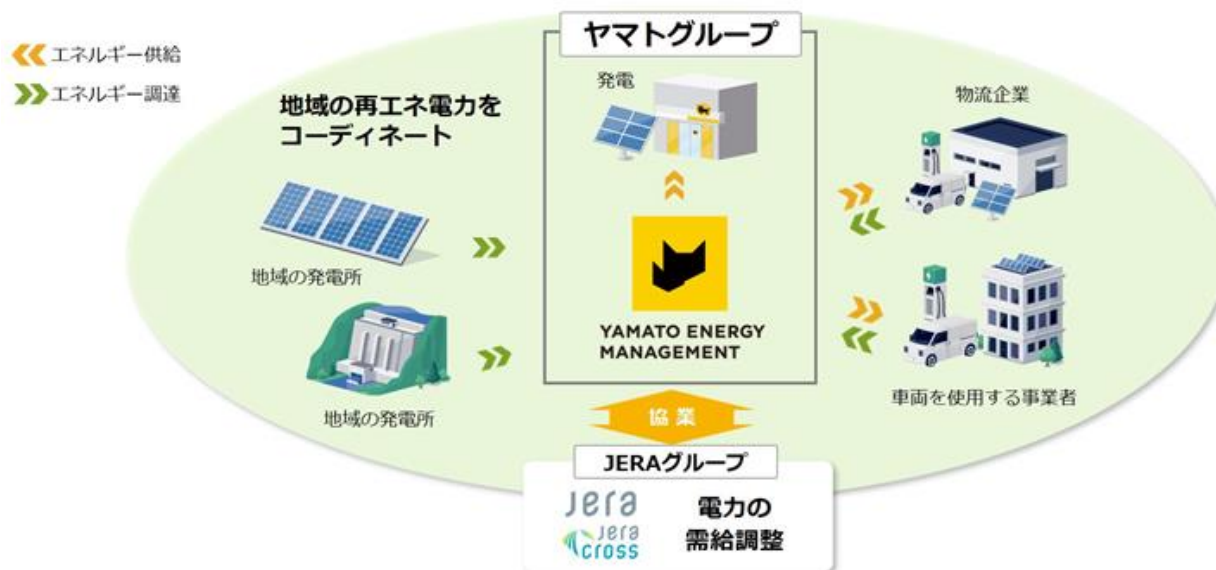 エネルギー供給
エネルギー調達
地域の再エネ電力を
コーディネート
地域の発電所
地域の発電所
ヤマトグループ
発電
YAMATO ENERGY
MANAGEMENT
物流企業
車両を使用する事業者
協業
JERAグループ
Jera
Jera
cross
電力の
需給調整